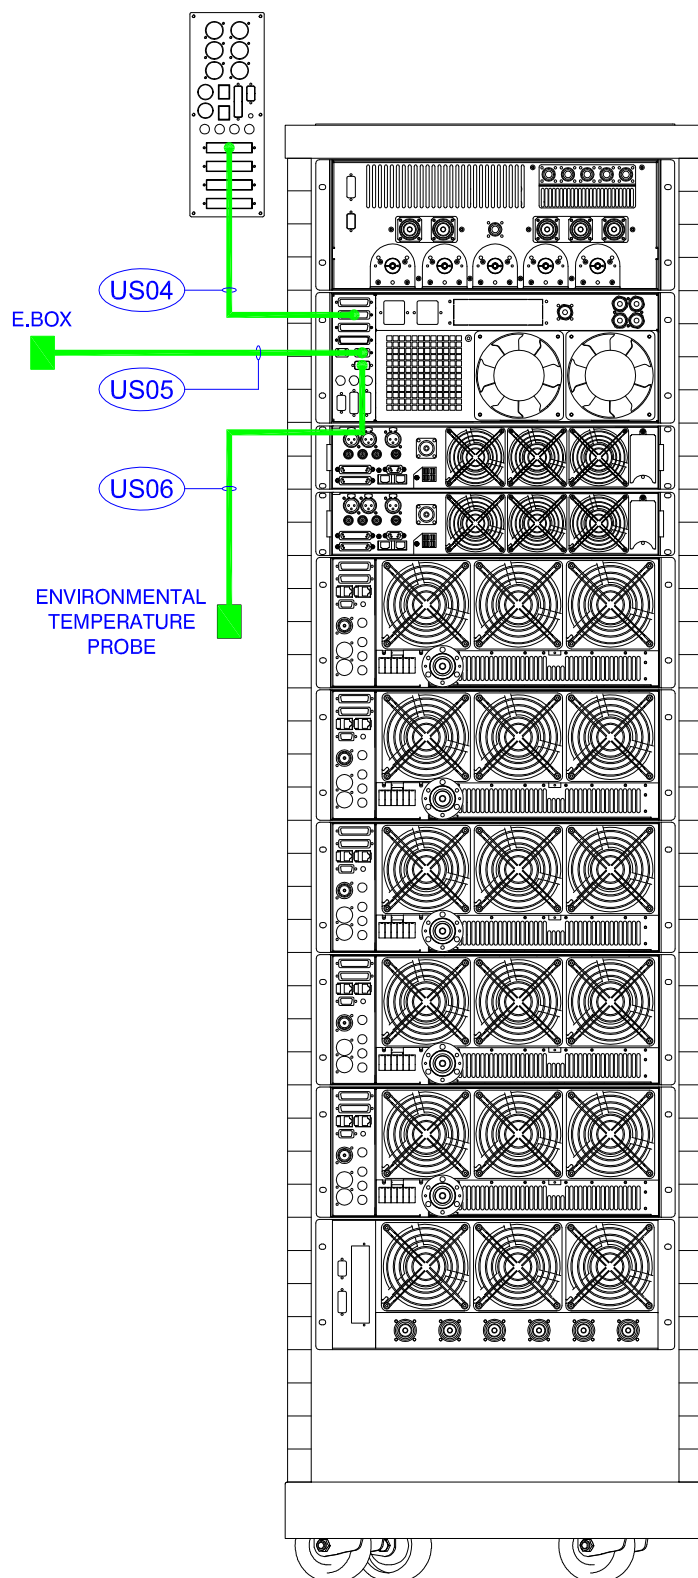 US04
E.BOX
US05
US06
ENVIRONMENTAL
TEMPERATURE
PROBE